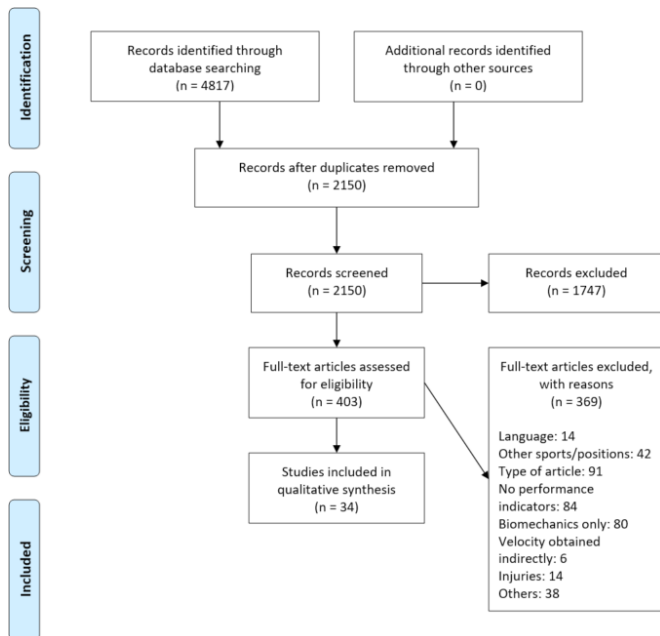 Identification
Records identified through
database searching
(n = 4817)
Additional records identified
through other sources
(n = 0)
Records after duplicates removed
(n = 2150)
Screening
Records screened
(n = 2150)
Records excluded
(n = 1747)
Eligibility
Full-text articles assessed
for eligibility
(n = 403)
Full-text articles excluded,
with reasons
(n = 369)
Language: 14
Other sports/positions: 42
Type of article: 91
No performance
indicators: 84
Biomechanics only: 80
Velocity obtained
indirectly: 6
Injuries: 14
Others: 38
Studies included in
qualitative synthesis
(n = 34)
Included